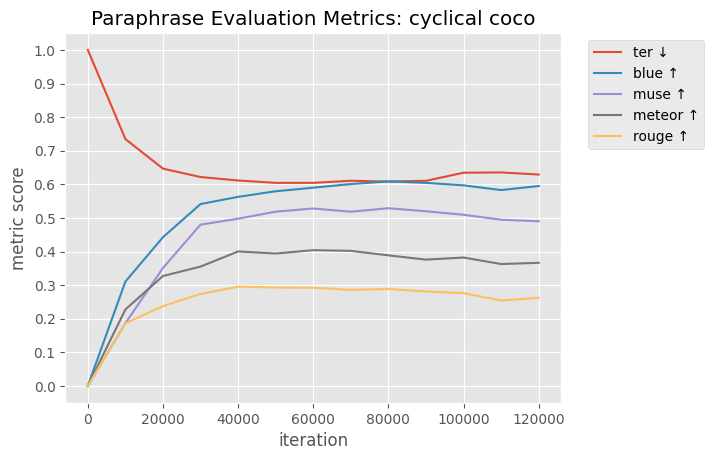 Paraphrase Evaluation Metrics: cyclical coco
1.0
0.9
0.8
0.7
0.6
0.5
0.4
0.3
0.2
0.1
0.0
metric score
0 20000 40000 60000 80000 100000 120000
iteration
ter ↓
blue ↑
muse ↑
meteor ↑
rouge ↑